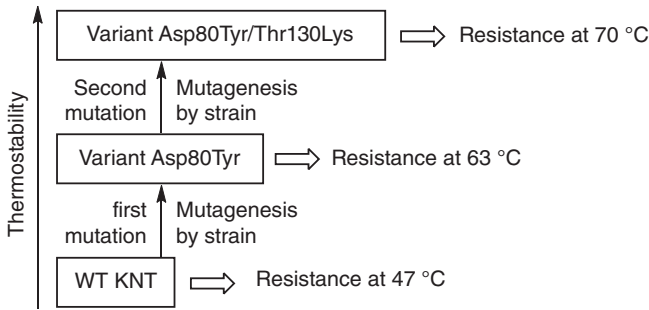 Variant Asp80Tyr/Thr130Lys
Resistance at 70 °C
Second
mutation
Mutagenesis
by strain
Variant Asp80Tyr
Resistance at 63 °C
first
mutation
Mutagenesis
by strain
WT KNT
Resistance at 47 °C
Thermostability